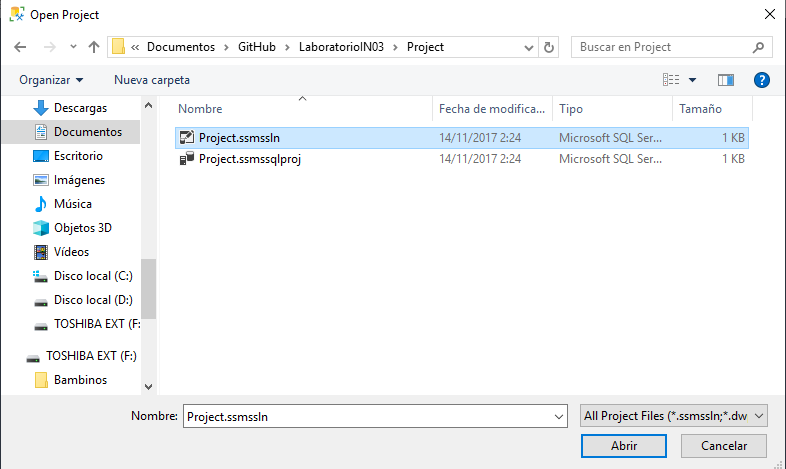 Open Project
« Documentos > GitHub > LaboratorioIN03 > Project
Buscar en Project
Organizar
Nueva carpeta
Descargas
Documentos
Escritorio
Imágenes
Música
Objetos 3D
Vídeos
Disco local (C:)
Disco local (D:)
TOSHIBA EXT (F:
TOSHIBA EXT (F:)
Bambinos
Nombre Fecha de modifica... Tipo Tamaño
Project.ssmssln 14/11/2017 2:24 Microsoft SQL Ser... 1 KB
Project.ssmssqlproj 14/11/2017 2:24 Microsoft SQL Ser... 1 KB
Nombre: Project.ssmssln
All Project Files (*.ssmssln;*.dw
Abrir
Cancelar